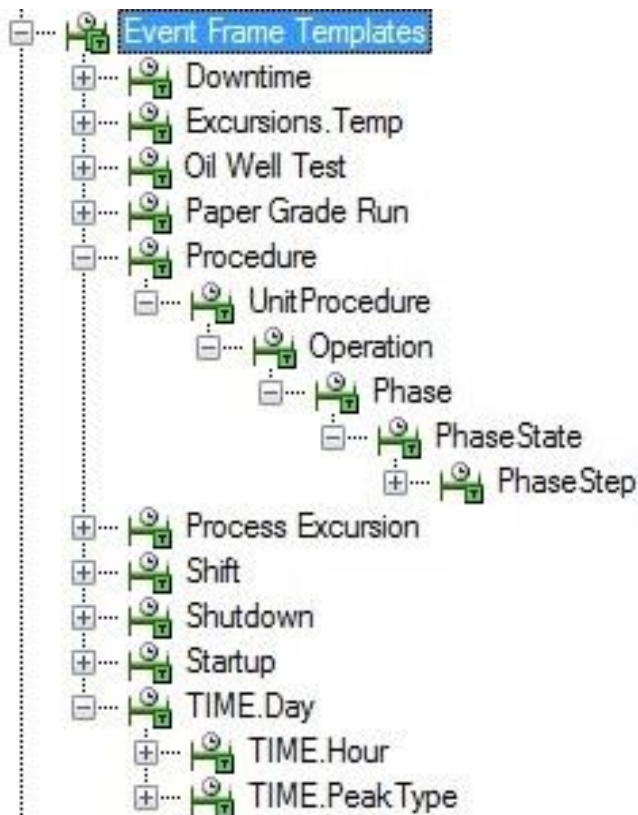 Event Frame Templates
Downtime
Excursions.Temp
Oil Well Test
Paper Grade Run
Procedure
UnitProcedure
Operation
Phase
PhaseState
PhaseStep
Process Excursion
Shift
Shutdown
Startup
TIME.Day
TIME.Hour
TIME.PeakType